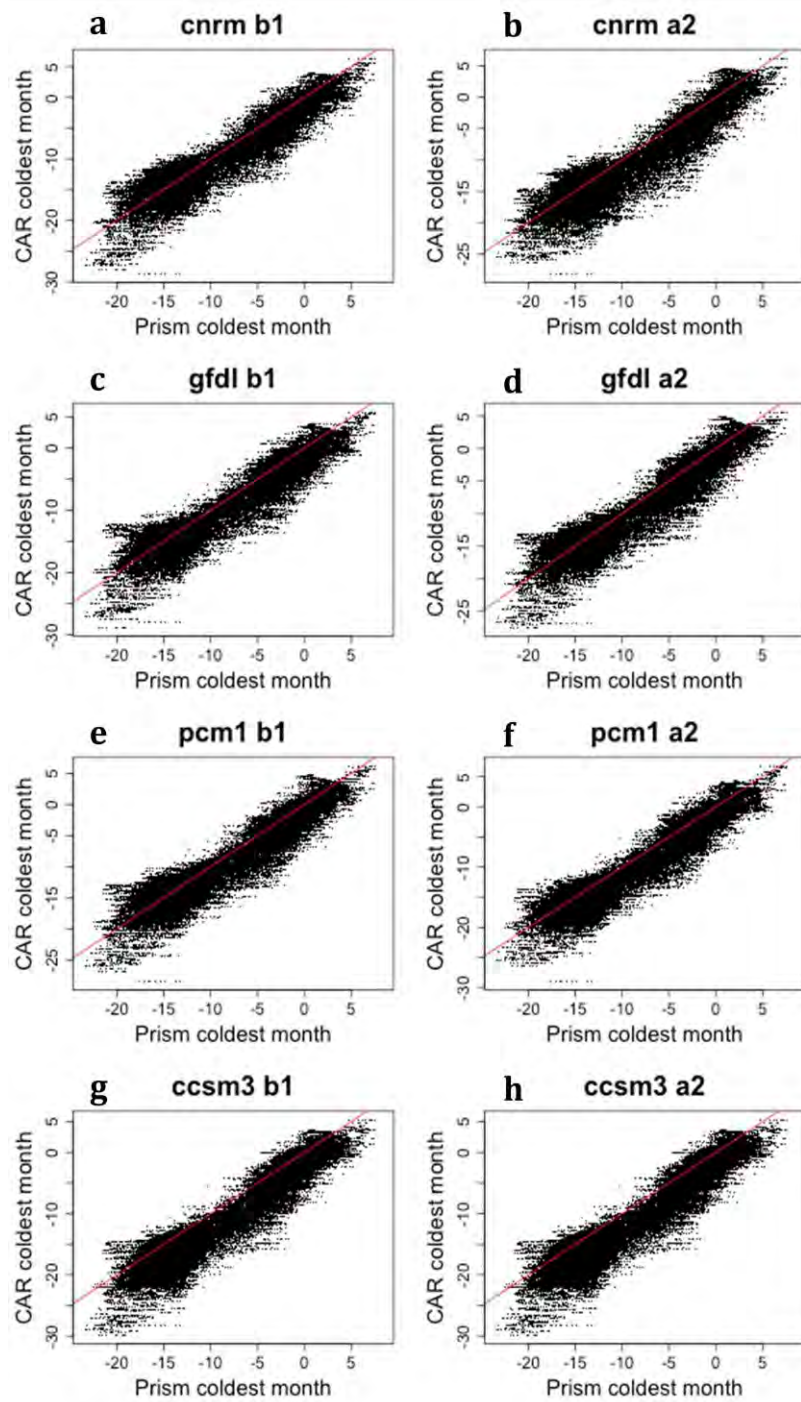 a cnrm b1
CAR coldest month
5
0
-10
-20
-30
-20 -15 -10 -5 0 5
Prism coldest month
b cnrm a2
CAR coldest month
5
0
-5
-15
-25
-20 -15 -10 -5 0 5
Prism coldest month
c gfdl b1
CAR coldest month
5
0
-10
-20
-30
-20 -15 -10 -5 0 5
Prism coldest month
d gfdl a2
CAR coldest month
5
0
-5
-15
-25
-20 -15 -10 -5 0 5
Prism coldest month
e pcm1 b1
CAR coldest month
5
0
-5
-15
-25
-20 -15 -10 -5 0 5
Prism coldest month
f pcm1 a2
CAR coldest month
5
0
-10
-20
-30
-20 -15 -10 -5 0 5
Prism coldest month
g ccsm3 b1
CAR coldest month
5
0
-10
-20
-30
-20 -15 -10 -5 0 5
Prism coldest month
h ccsm3 a2
CAR coldest month
5
0
-10
-20
-30
-20 -15 -10 -5 0 5
Prism coldest month